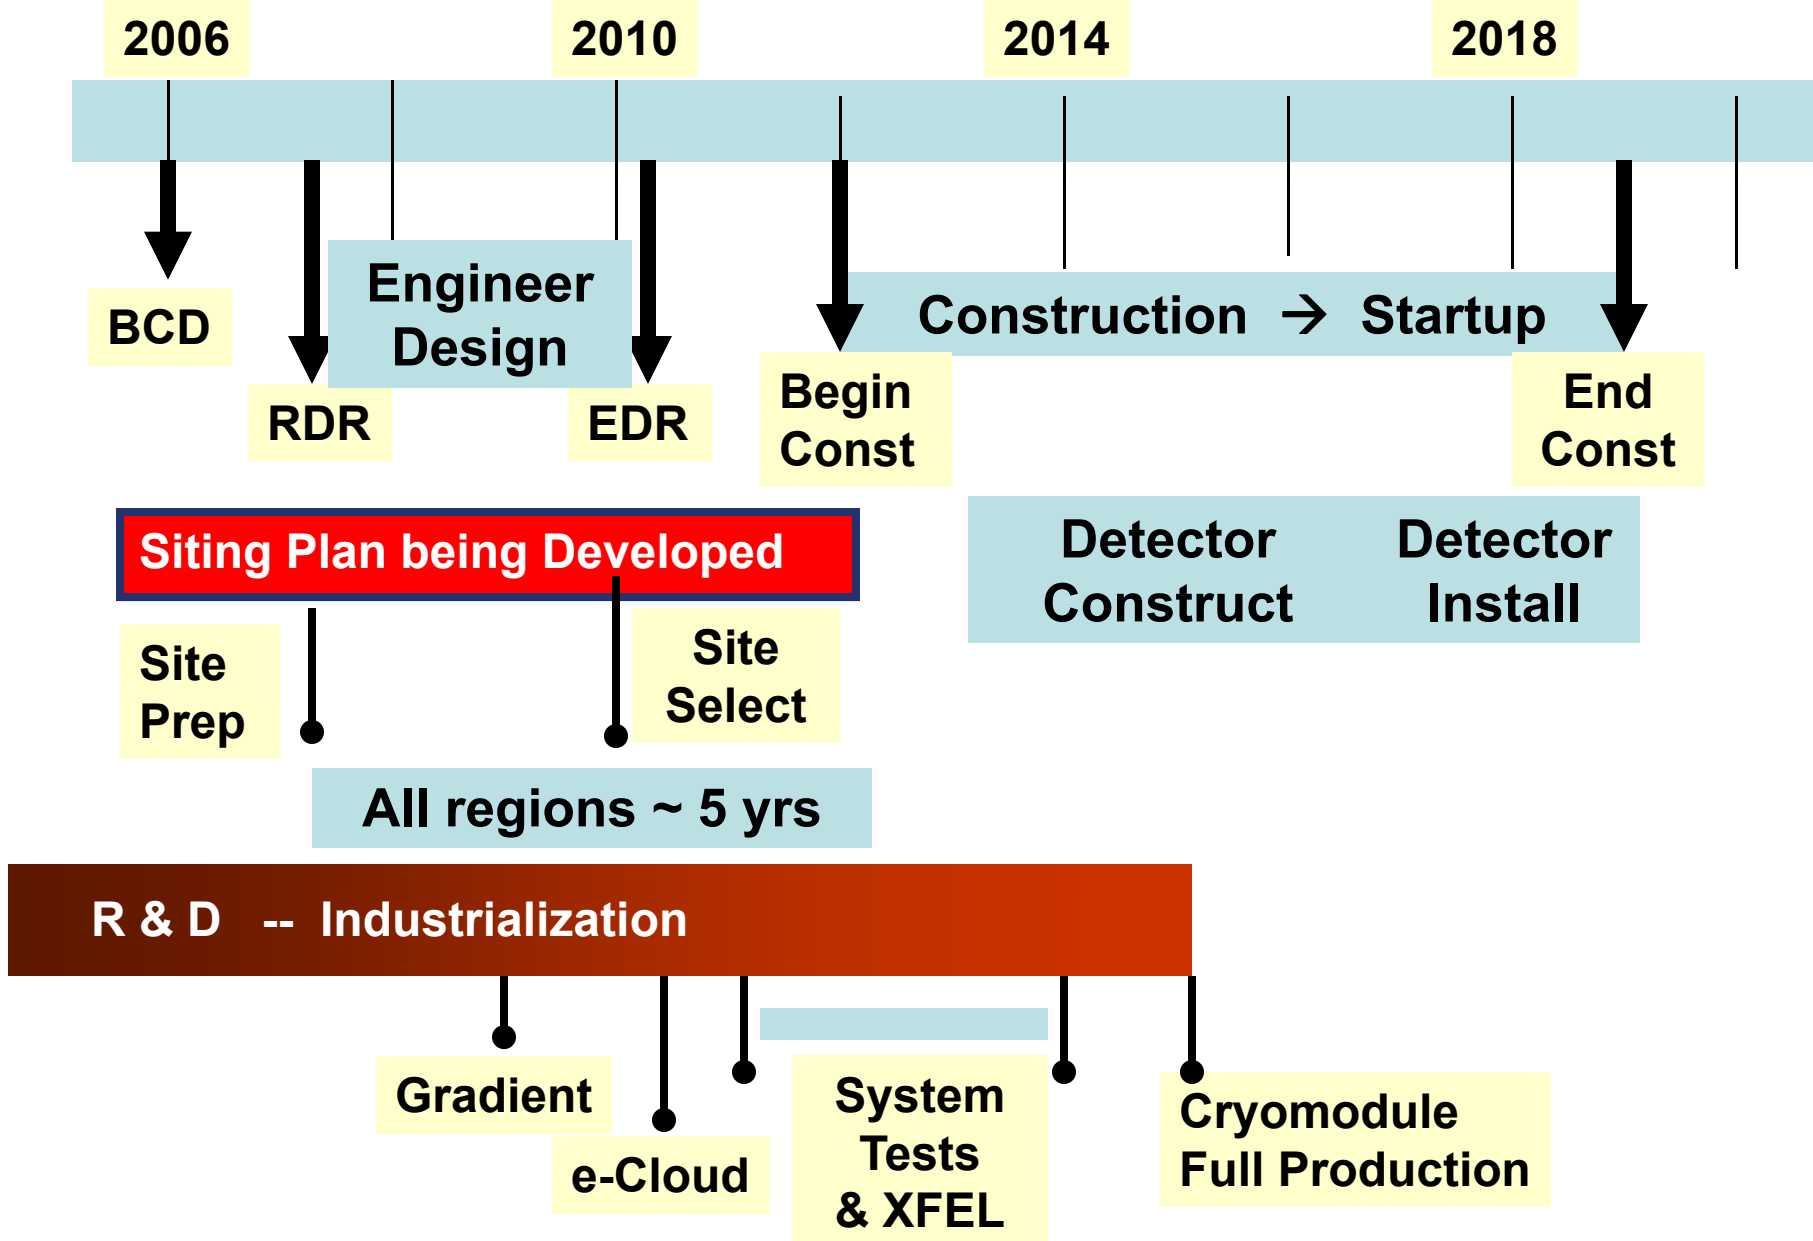 2006
2010
2014
2018
Engineer
Design
Construction → Startup
BCD
RDR
EDR
Begin
Const
End
Const
Siting Plan being Developed
Detector
Construct
Detector
Install
Site
Prep
Site
Select
All regions ~ 5 yrs
R & D -- Industrialization
Gradient
e-Cloud
System
Tests
& XFEL
Cryomodule
Full Production